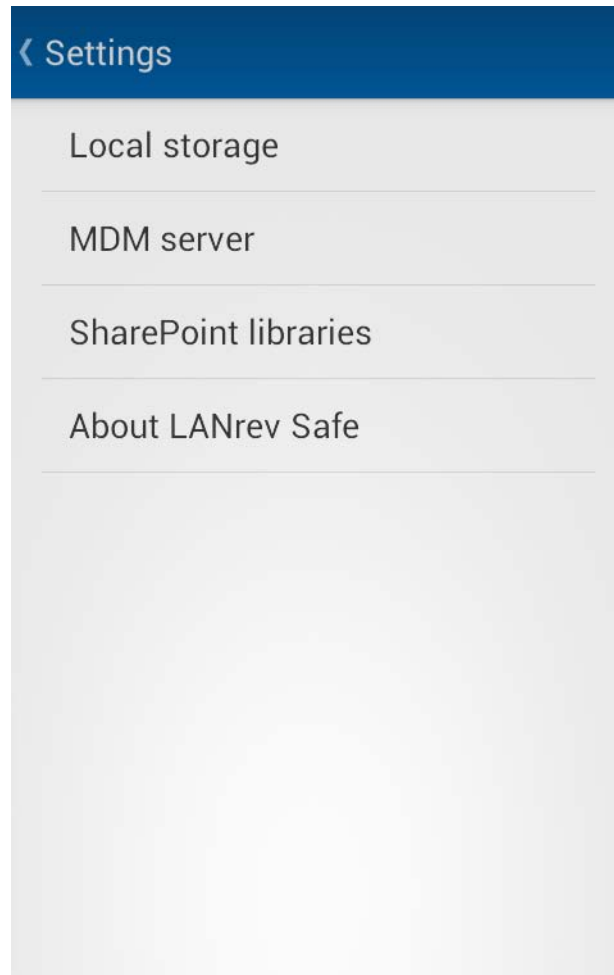 Settings
Local storage
MDM server
SharePoint libraries
About LANrev Safe